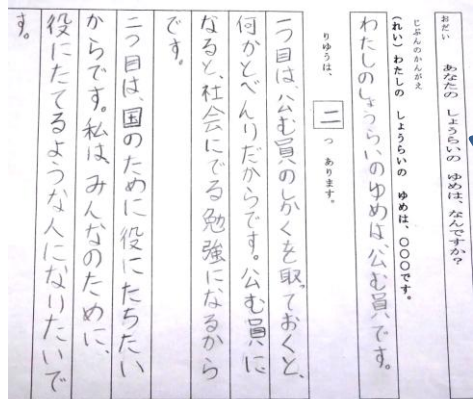 おだい
あなたの しょうらいの ゆめは、なんですか?
じぶんのかんがえ
(れい) わたしの しょうらいの ゆめは、〇〇〇です。
わたしのしょうらいのゆめは、公む員です。
りゆうは、 二 つ あります。
一つ目は、公む員のしかくを取っておくと、
何かとべんりだからです。公む員に
なると、社会にでる勉強になるから
です。
二つ目は、国のために役にたちたい
からです。私は、みんなのために、
役にたてるような人になりたいで
す。